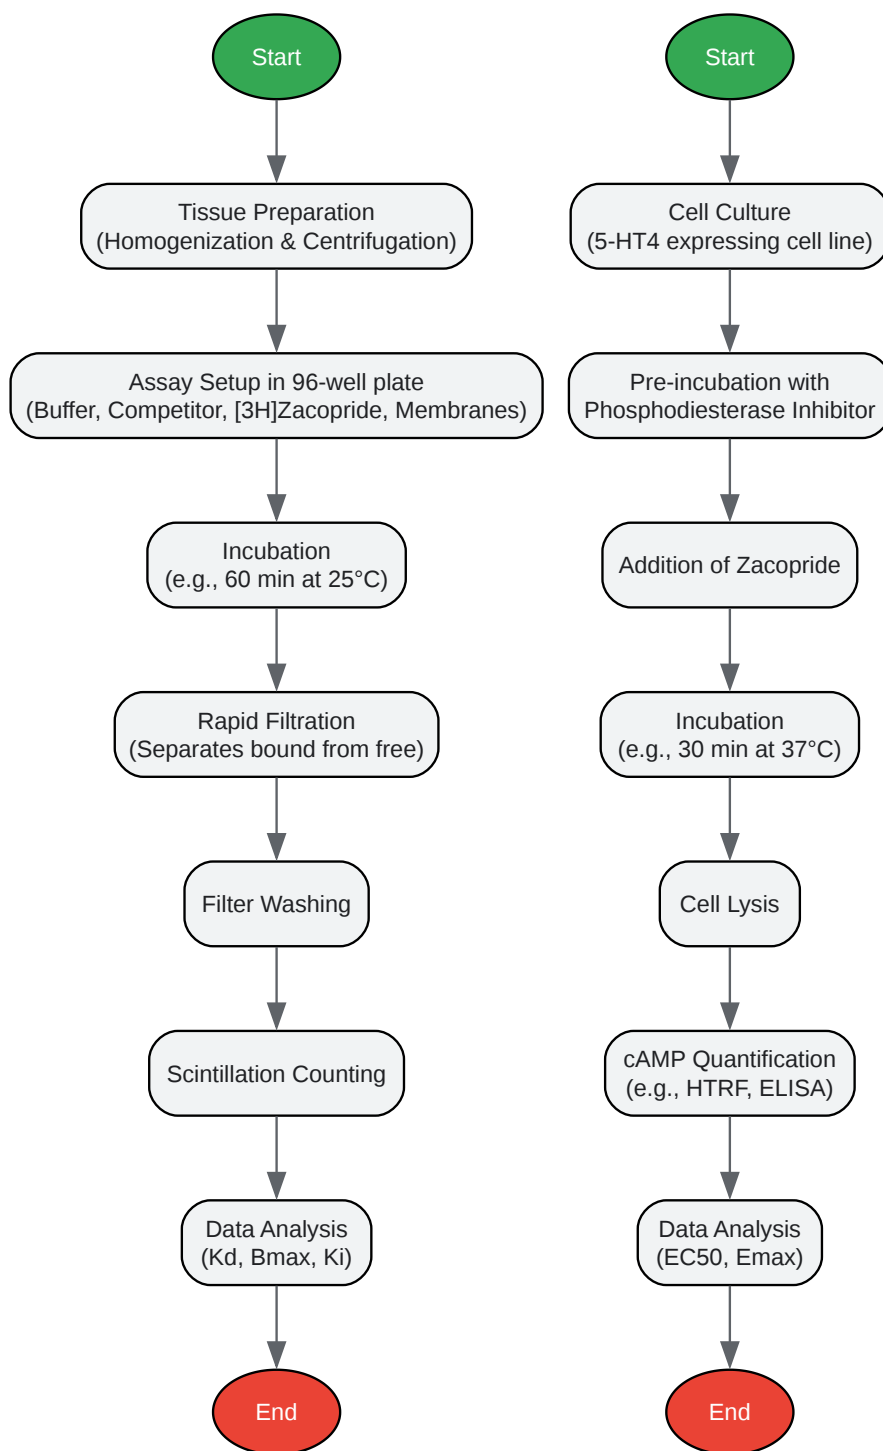 Start
Tissue Preparation
(Homogenization & Centrifugation)
Assay Setup in 96-well plate
(Buffer, Competitor, [3H]Zacopride, Membranes)
Incubation
(e.g., 60 min at 25°C)
Rapid Filtration
(Separates bound from free)
Filter Washing
Scintillation Counting
Data Analysis
(Kd, Bmax, Ki)
End
Start
Cell Culture
(5-HT4 expressing cell line)
Pre-incubation with
Phosphodiesterase Inhibitor
Addition of Zacopride
Incubation
(e.g., 30 min at 37°C)
Cell Lysis
cAMP Quantification
(e.g., HTRF, ELISA)
Data Analysis
(EC50, Emax)
End